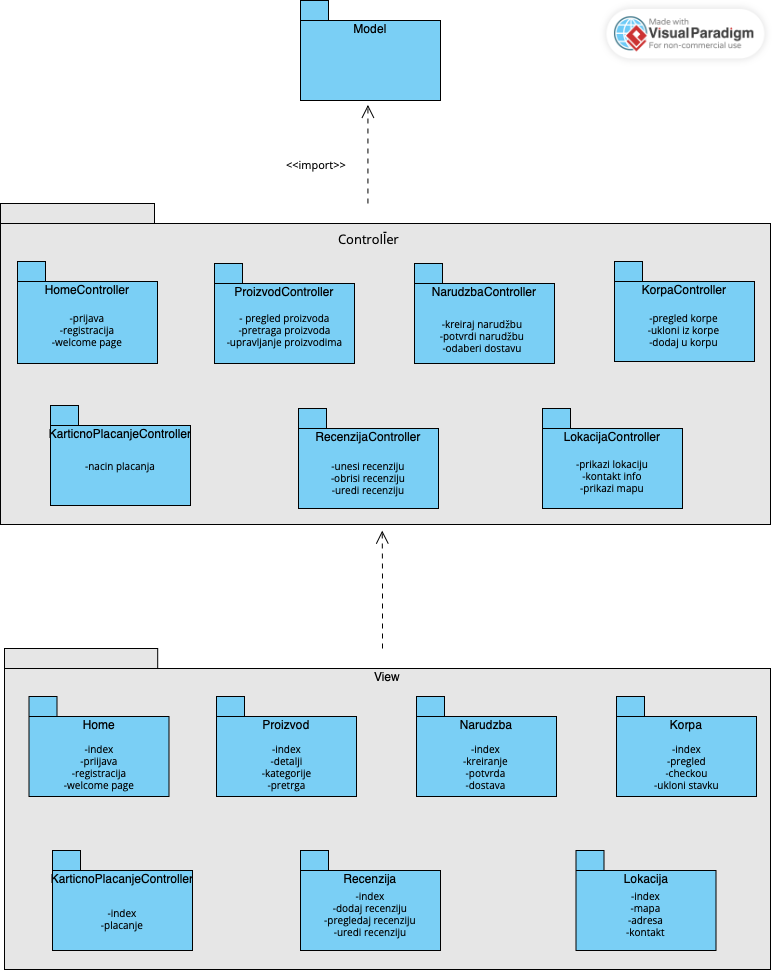 Model
Made with
VisualParadigm
For non-commercial use
<<import>>
Controller
HomeController
-prijava
-registracija
-welcome page
ProizvodController
- pregled proizvoda
-pretraga proizvoda
-upravljanje proizvodima
NarudzbaController
-kreiraj narudžbu
-potvrdi narudžbu
-odaberi dostavu
KorpaController
-pregled korpe
-ukloni iz korpe
-dodaj u korpu
KarticnoPlacanjeController
-nacin placanja
RecenzijaController
-unesi recenziju
-obrisi recenziju
-uredi recenziju
LokacijaController
-prikazi lokaciju
-kontakt info
-prikazi mapu
View
Home
-index
-priijava
-registracija
-welcome page
Proizvod
-index
-detalji
-kategorije
-pretrga
Narudzba
-index
-kreiranje
-potvrda
-dostava
Korpa
-index
-pregled
-checkou
-ukloni stavku
KarticnoPlacanjeController
-index
-placanje
Recenzija
-index
-dodaj recenziju
-pregledaj recenziju
-uredi recenziju
Lokacija
-index
-mapa
-adresa
-kontakt